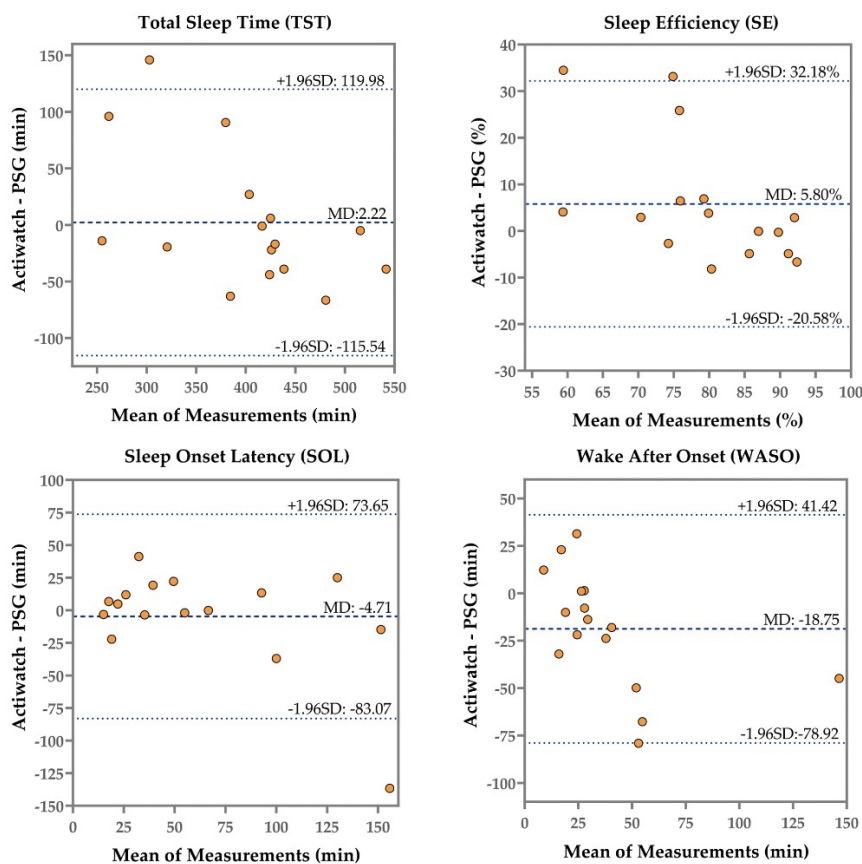 Total Sleep Time (TST)
150
100
50
0
-50
-100
Actiwatch - PSG (min)
+1.96SD: 119.98
MD:2.22
-1.96SD: -115.54
250 300 350 400 450 500 550
Mean of Measurements (min)
Sleep Efficiency (SE)
40
30
20
10
0
-10
-20
-30
Actiwatch - PSG (%)
+1.96SD: 32.18%
MD: 5.80%
-1.96SD: -20.58%
55 60 65 70 75 80 85 90 95 100
Mean of Measurements (%)
Sleep Onset Latency (SOL)
100
75
50
25
0
-25
-50
-75
-100
-125
-150
Actiwatch - PSG (min)
+1.96SD: 73.65
MD: -4.71
-1.96SD: -83.07
0 25 50 75 100 125 150
Mean of Measurements (min)
Wake After Onset (WASO)
50
25
0
-25
-50
-75
-100
Actiwatch - PSG (min)
+1.96SD: 41.42
MD: -18.75
-1.96SD:-78.92
0 25 50 75 100 125 150
Mean of Measurements (min)